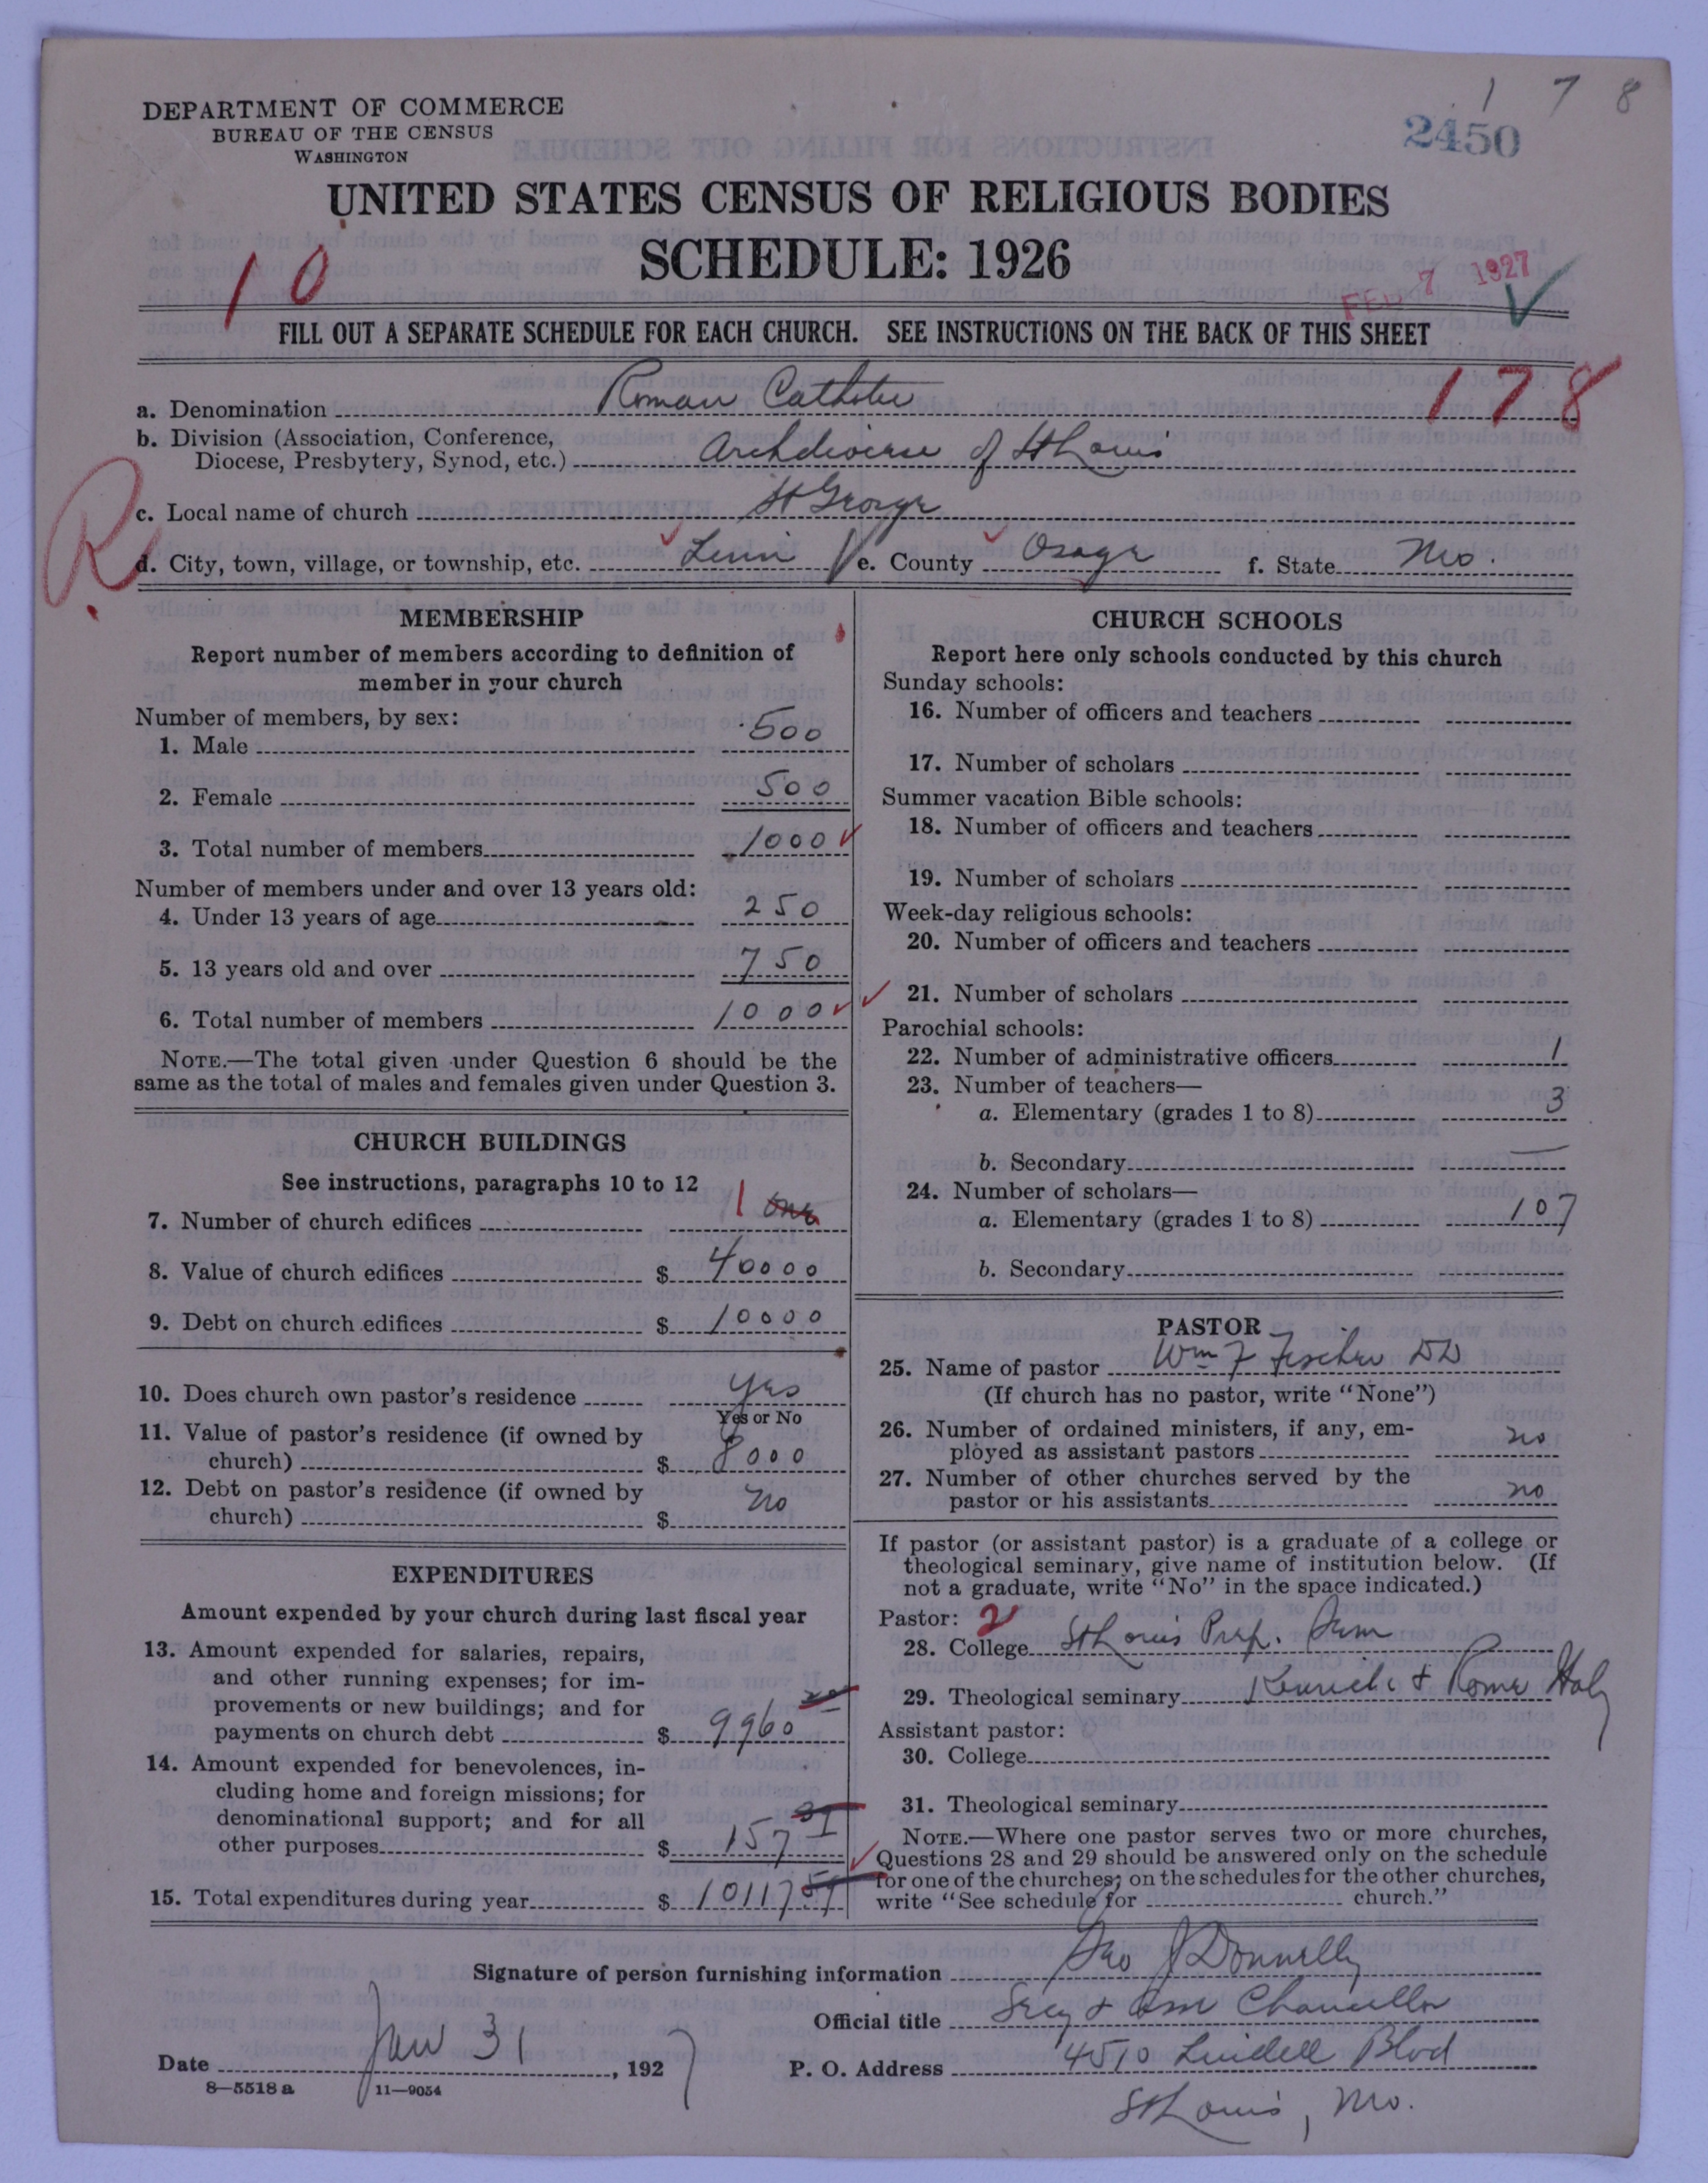 1 7 8
2450
DEPARTMENT OF COMMERCE
BUREAU OF THE CENSUS
WASHINGTON
UNITED STATES CENSUS OF RELIGIOUS BODIES
SCHEDULE: 1926
10
FEB 7 1927
FILL OUT A SEPARATE SCHEDULE FOR EACH CHURCH. SEE INSTRUCTIONS ON THE BACK OF THIS SHEET
a. Denomination Roman Catholic 178
b. Division (Association, Conference,
Diocese, Presbytery, Synod, etc.) Archdiocese of St Louis
c. Local name of church St George
R
d. City, town, village, or township, etc. Linn e. County Osage f. State Mo.
MEMBERSHIP
Report number of members according to definition of
member in your church
Number of members, by sex:
1. Male 500
2. Female 500
3. Total number of members 1000
Number of members under and over 13 years old:
4. Under 13 years of age 250
5. 13 years old and over 750
6. Total number of members 1000
NOTE.—The total given under Question 6 should be the
same as the total of males and females given under Question 3.
CHURCH BUILDINGS
See instructions, paragraphs 10 to 12
7. Number of church edifices 1 one
8. Value of church edifices $ 40000
9. Debt on church edifices $ 10000
10. Does church own pastor's residence yes
Yes or No
11. Value of pastor's residence (if owned by
church) $ 8000
12. Debt on pastor's residence (if owned by
church) $ no
EXPENDITURES
Amount expended by your church during last fiscal year
13. Amount expended for salaries, repairs,
and other running expenses; for im-
provements or new buildings; and for
payments on church debt $ 9960 20
14. Amount expended for benevolences, in-
cluding home and foreign missions; for
denominational support; and for all
other purposes $ 157
15. Total expenditures during year $ 10117
CHURCH SCHOOLS
Report here only schools conducted by this church
Sunday schools:
16. Number of officers and teachers
17. Number of scholars
Summer vacation Bible schools:
18. Number of officers and teachers
19. Number of scholars
Week-day religious schools:
20. Number of officers and teachers
21. Number of scholars
Parochial schools:
22. Number of administrative officers 1
23. Number of teachers—
a. Elementary (grades 1 to 8) 3
b. Secondary —
24. Number of scholars—
a. Elementary (grades 1 to 8) 107
b. Secondary
PASTOR
25. Name of pastor Wm F Fischer DD
(If church has no pastor, write "None")
26. Number of ordained ministers, if any, em-
ployed as assistant pastors no
27. Number of other churches served by the
pastor or his assistants no
If pastor (or assistant pastor) is a graduate of a college or
theological seminary, give name of institution below. (If
not a graduate, write "No" in the space indicated.)
Pastor: 2
28. College St Louis Prep. Sem
29. Theological seminary Kenrick & Rome Italy
Assistant pastor:
30. College
31. Theological seminary
NOTE.—Where one pastor serves two or more churches,
Questions 28 and 29 should be answered only on the schedule
for one of the churches; on the schedules for the other churches,
write "See schedule for church."
Signature of person furnishing information Geo J Donnelly
Official title Secy & Chancellor
Date Jan 31, 1927 P. O. Address 4510 Lindell Blvd
8—5518 a 11—9054
St Louis, Mo.